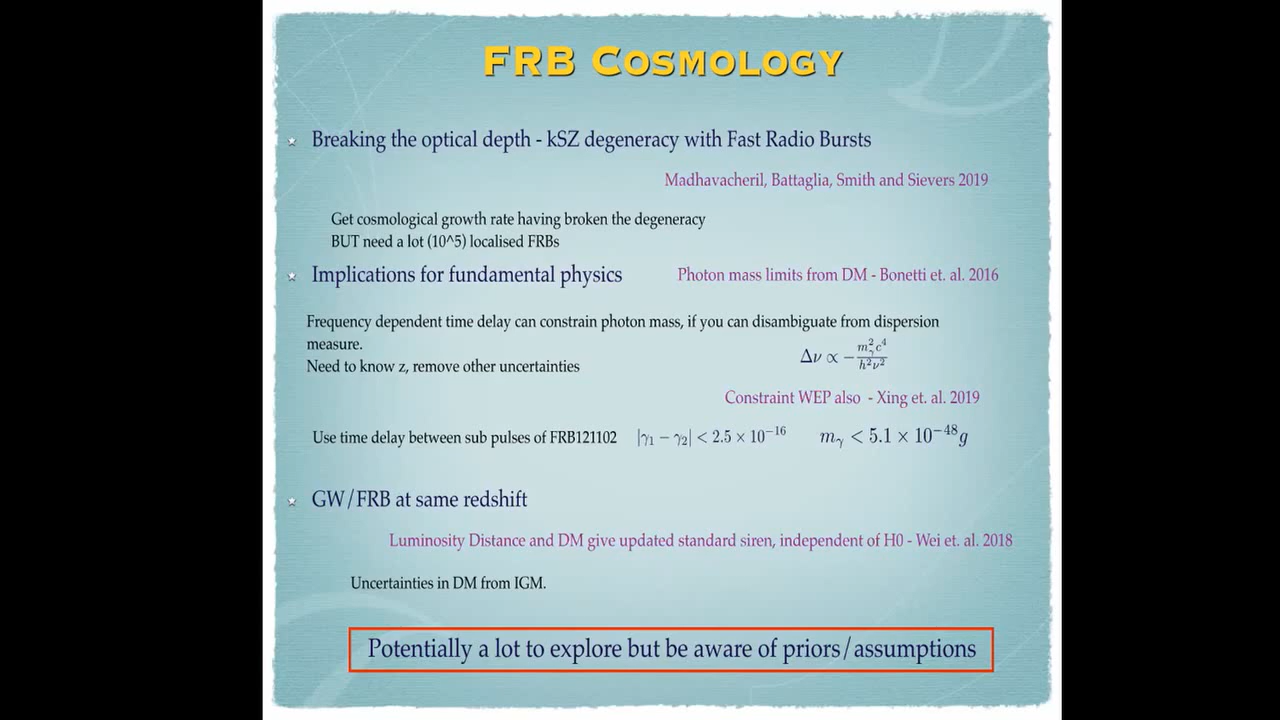 FRB COSMOLOGY
Breaking the optical depth - kSZ degeneracy with Fast Radio Bursts
Madhavacheril, Battaglia, Smith and Sievers 2019
Get cosmological growth rate having broken the degeneracy
BUT need a lot (10^5) localised FRBs
Implications for fundamental physics
Photon mass limits from DM - Bonetti et. al. 2016
Frequency dependent time delay can constrain photon mass, if you can disambiguate from dispersion
measure.
Need to know z, remove other uncertainties
Δν ∝ −m_γ^2 c^4 / h^2 ν^2
Constraint WEP also - Xing et. al. 2019
Use time delay between sub pulses of FRB121102 |γ₁ − γ₂| < 2.5 × 10⁻¹⁶ m_γ < 5.1 × 10⁻⁴⁸g
GW/FRB at same redshift
Luminosity Distance and DM give updated standard siren, independent of H0 - Wei et. al. 2018
Uncertainties in DM from IGM.
Potentially a lot to explore but be aware of priors/assumptions